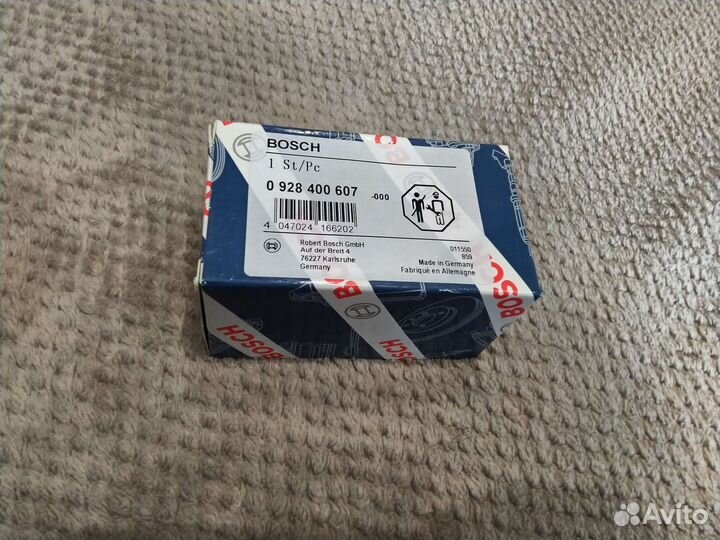 BOSCH
1 St/Pc
0 928 400 607 -000
4 047024 166202
Robert Bosch GmbH
Auf der Breit 4
76227 Karlsruhe
Germany
011550
859
Made in Germany
Fabriqué en Allemagne
BOSCH
BOSCH
BOSCH
Avito